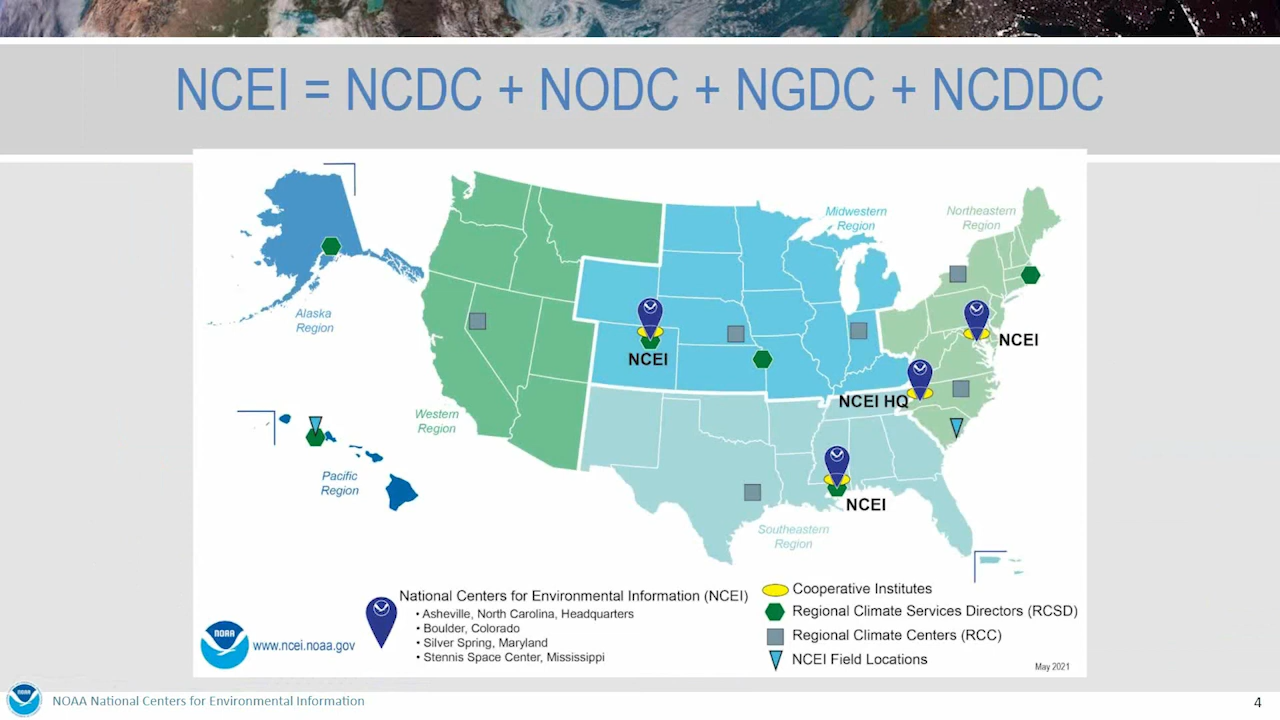 NCEI = NCDC + NODC + NGDC + NCDDC
Midwestern
Region
Northeastern
Region
Alaska
Region
NCEI
NCEI
NCEI HQ
Western
Region
Pacific
Region
NCEI
Southeastern
Region
National Centers for Environmental Information (NCEI)
• Asheville, North Carolina, Headquarters
• Boulder, Colorado
• Silver Spring, Maryland
• Stennis Space Center, Mississippi
Cooperative Institutes
Regional Climate Services Directors (RCSD)
Regional Climate Centers (RCC)
NCEI Field Locations
NOAA
www.ncei.noaa.gov
May 2021
NOAA
NOAA National Centers for Environmental Information
4